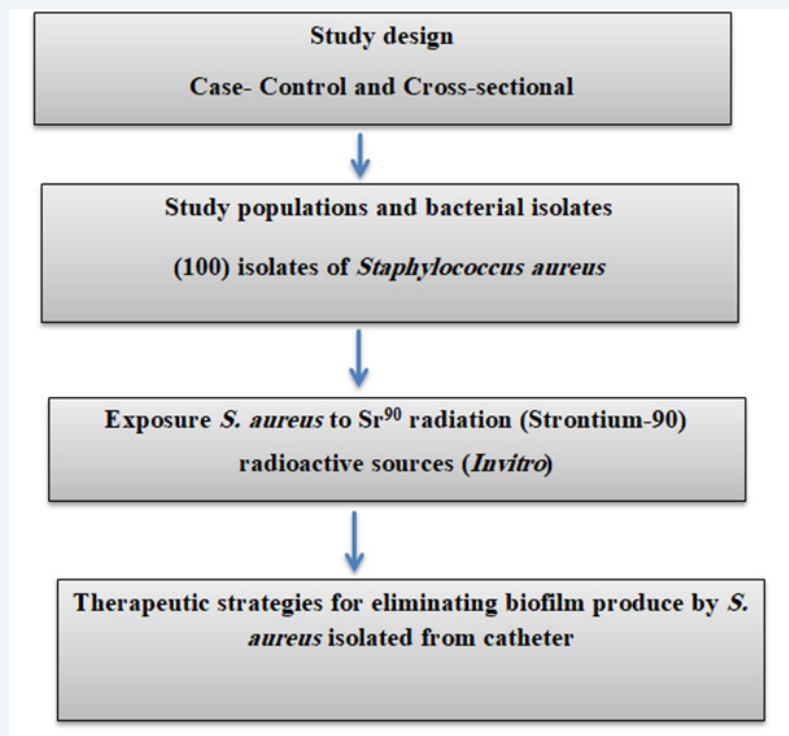 Study design
Case- Control and Cross-sectional
Study populations and bacterial isolates
(100) isolates of Staphylococcus aureus
Exposure S. aureus to Sr⁹⁰ radiation (Strontium-90)
radioactive sources (Invitro)
Therapeutic strategies for eliminating biofilm produce by S.
aureus isolated from catheter